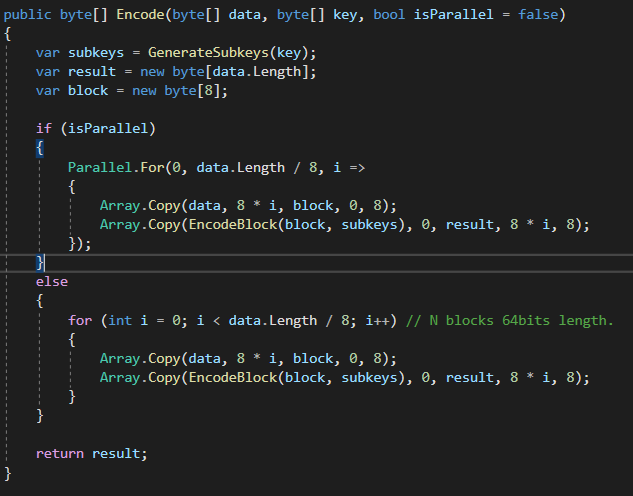 public byte[] Encode(byte[] data, byte[] key, bool isParallel = false)
{
    var subkeys = GenerateSubkeys(key);
    var result = new byte[data.Length];
    var block = new byte[8];

    if (isParallel)
    {
        Parallel.For(0, data.Length / 8, i =>
        {
            Array.Copy(data, 8 * i, block, 0, 8);
            Array.Copy(EncodeBlock(block, subkeys), 0, result, 8 * i, 8);
        });
    }
    else
    {
        for (int i = 0; i < data.Length / 8; i++) // N blocks 64bits length.
        {
            Array.Copy(data, 8 * i, block, 0, 8);
            Array.Copy(EncodeBlock(block, subkeys), 0, result, 8 * i, 8);
        }
    }

    return result;
}